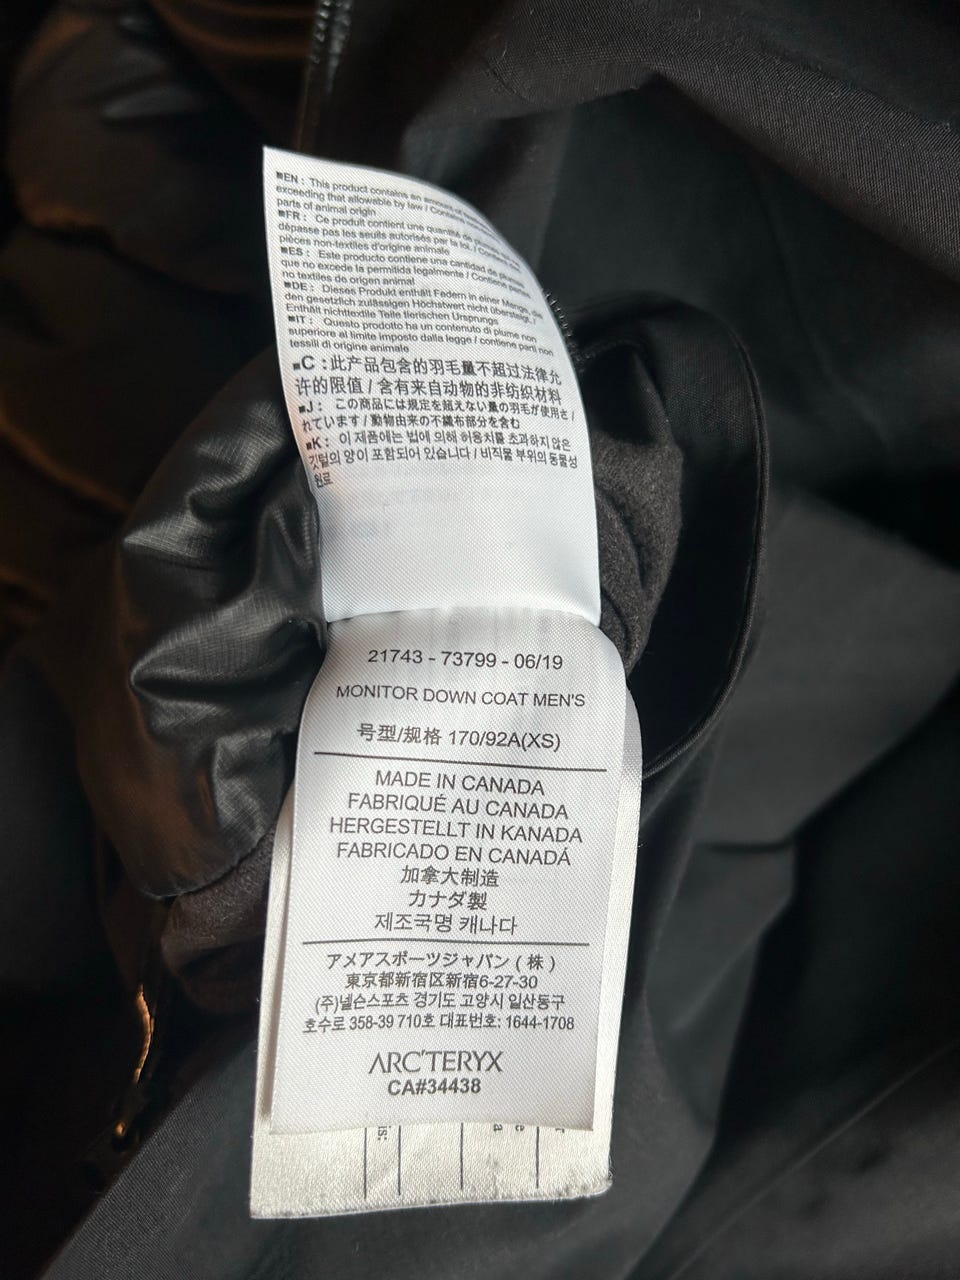 ■EN : This product contains an amount of
exceeding that allowable by law / Contains
parts of animal origin
■FR : Ce produit contient une quantité de
dépasse pas les seuils autorisés par la loi. / Contient
pièces non-textiles d'origine animale
■ES : Este producto contiene una cantidad de plumas
que no excede la permitida legalmente / Contiene partes
no textiles de origen animal
■DE : Dieses Produkt enthält Federn in einer Menge, die
den gesetzlich zulässigen Höchstwert nicht übersteigt. /
Enthält nichttextile Teile tierischen Ursprungs
■IT : Questo prodotto ha un contenuto di piume non
superiore al limite imposto dalla legge / contiene parti non
tessili di origine animale
■C : 此产品包含的羽毛量不超过法律允
许的限值 / 含有来自动物的非纺织材料
■J : この商品には規定を超えない量の羽毛が使用さ
れています / 動物由来の不織布部分を含む
■K : 이 제품에는 법에 의해 허용치를 초과하지 않은
깃털의 양이 포함되어 있습니다 / 비직물 부위의 동물성
원료
21743 - 73799 - 06/19
MONITOR DOWN COAT MEN'S
号型/规格 170/92A(XS)
MADE IN CANADA
FABRIQUÉ AU CANADA
HERGESTELLT IN KANADA
FABRICADO EN CANADÁ
加拿大制造
カナダ製
제조국명 캐나다
アメアスポーツジャパン ( 株 )
東京都新宿区新宿6-27-30
(주)넬슨스포츠 경기도 고양시 일산동구
호수로 358-39 710호 대표번호: 1644-1708
ARC'TERYX
CA#34438